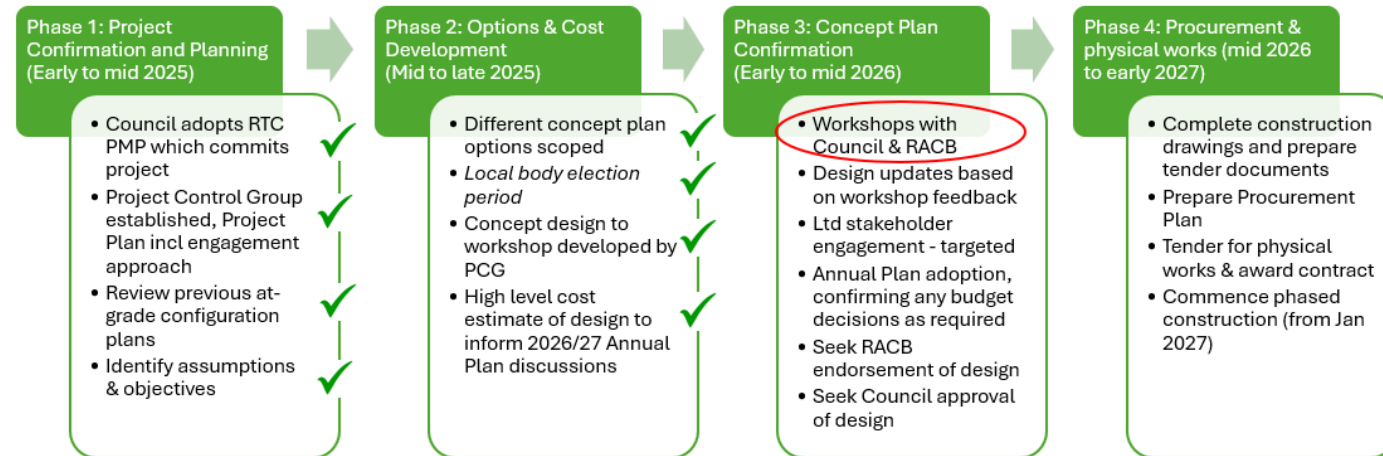 Phase 1: Project
Confirmation and Planning
(Early to mid 2025)
• Council adopts RTC
PMP which commits
project
• Project Control Group
established, Project
Plan incl engagement
approach
• Review previous at-
grade configuration
plans
• Identify assumptions
& objectives
Phase 2: Options & Cost
Development
(Mid to late 2025)
• Different concept plan
options scoped
• Local body election
period
• Concept design to
workshop developed by
PCG
• High level cost
estimate of design to
inform 2026/27 Annual
Plan discussions
Phase 3: Concept Plan
Confirmation
(Early to mid 2026)
• Workshops with
Council & RACB
• Design updates based
on workshop feedback
• Ltd stakeholder
engagement - targeted
• Annual Plan adoption,
confirming any budget
decisions as required
• Seek RACB
endorsement of design
• Seek Council approval
of design
Phase 4: Procurement &
physical works (mid 2026
to early 2027)
• Complete construction
drawings and prepare
tender documents
• Prepare Procurement
Plan
• Tender for physical
works & award contract
• Commence phased
construction (from Jan
2027)